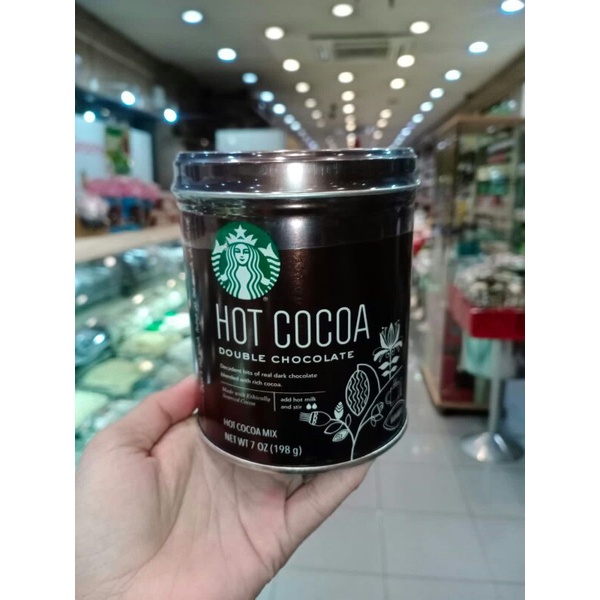 HOT COCOA
DOUBLE CHOCOLATE
Decadent bits of real dark chocolate
blended with rich cocoa.
Made with Ethically
Sourced Cocoa
add hot milk
and stir
HOT COCOA MIX
NET WT 7 OZ (198 g)